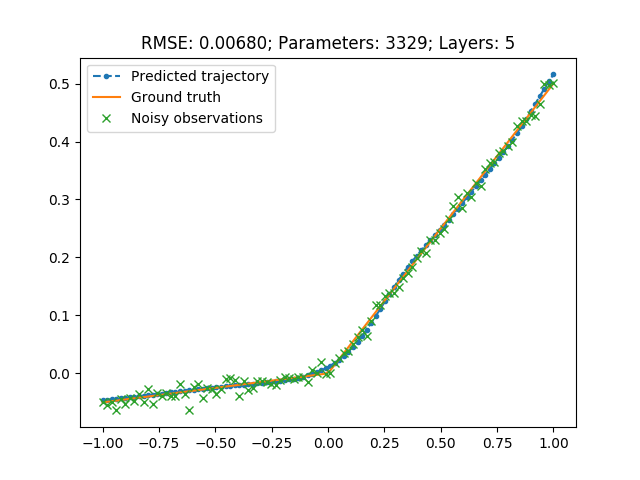 RMSE: 0.00680; Parameters: 3329; Layers: 5
Predicted trajectory
Ground truth
Noisy observations
0.5
0.4
0.3
0.2
0.1
0.0
−1.00 −0.75 −0.50 −0.25 0.00 0.25 0.50 0.75 1.00